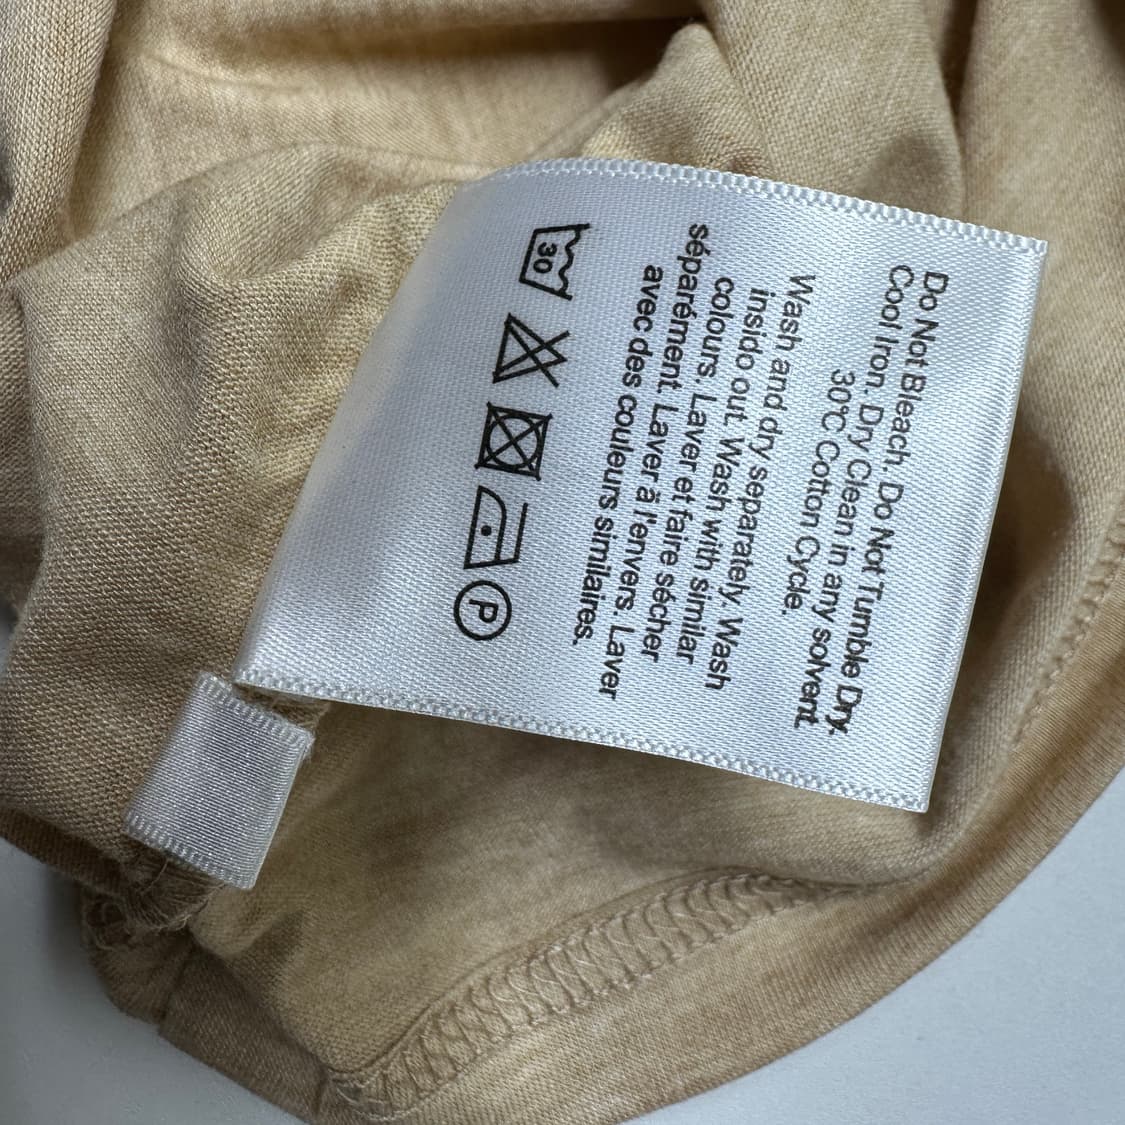 Do Not Bleach. Do Not Tumble Dry.
Cool Iron. Dry Clean in any solvent
30°C Cotton Cycle.
Wash and dry separately. Wash
inside out. Wash with similar
colours. Laver et faire sécher
séparément. Laver à l'envers. Laver
avec des couleurs similaires.
30 P